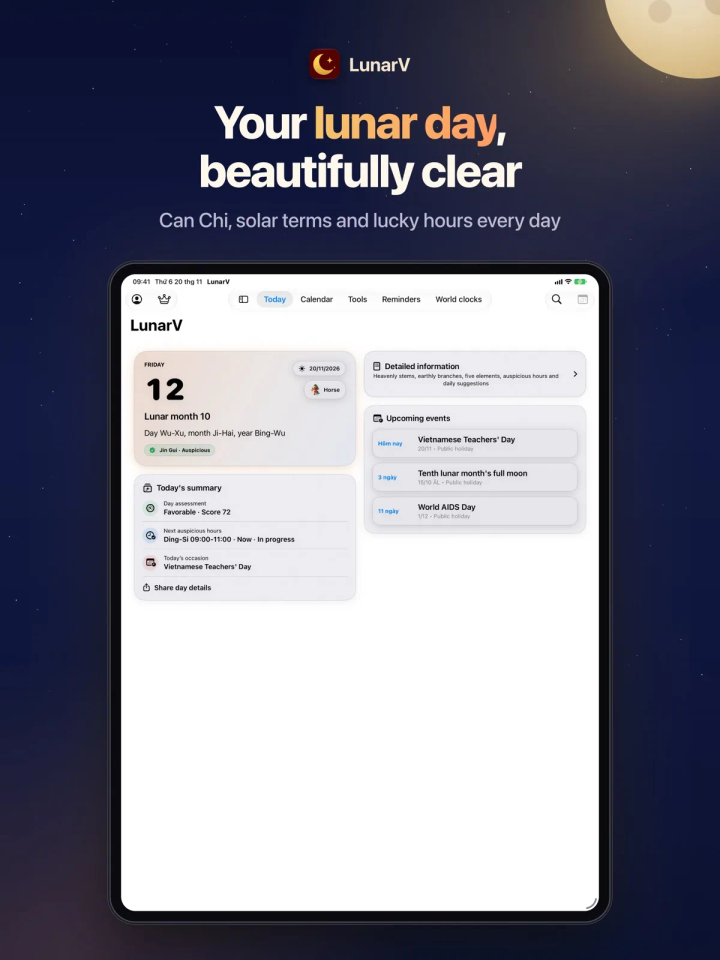 LunarV
Your lunar day,
beautifully clear
Can Chi, solar terms and lucky hours every day
09:41 Thứ 6 20 thg 11 LunarV
Today Calendar Tools Reminders World clocks
LunarV
FRIDAY
20/11/2026
12
Horse
Lunar month 10
Day Wu-Xu, month Ji-Hai, year Bing-Wu
Jin Gui · Auspicious
Today's summary
Day assessment
Favorable · Score 72
Next auspicious hours
Ding-Si 09:00-11:00 · Now · In progress
Today's occasion
Vietnamese Teachers' Day
Share day details
Detailed information
Heavenly stems, earthly branches, five elements, auspicious hours and
daily suggestions
Upcoming events
Hôm nay
Vietnamese Teachers' Day
20/11 • Public holiday
3 ngày
Tenth lunar month's full moon
15/10 ÂL • Public holiday
11 ngày
World AIDS Day
1/12 • Public holiday